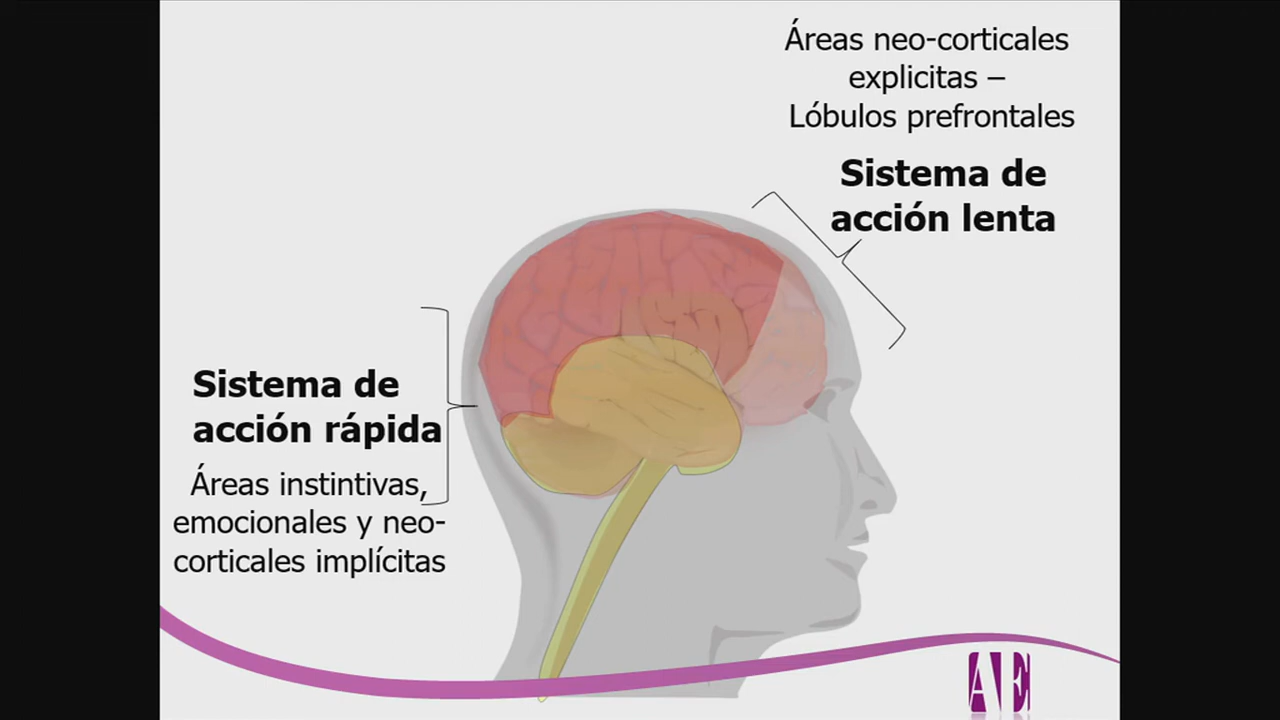 Áreas neo-corticales
explicitas –
Lóbulos prefrontales
Sistema de
acción lenta
Sistema de
acción rápida
Áreas instintivas,
emocionales y neo-
corticales implícitas
AE